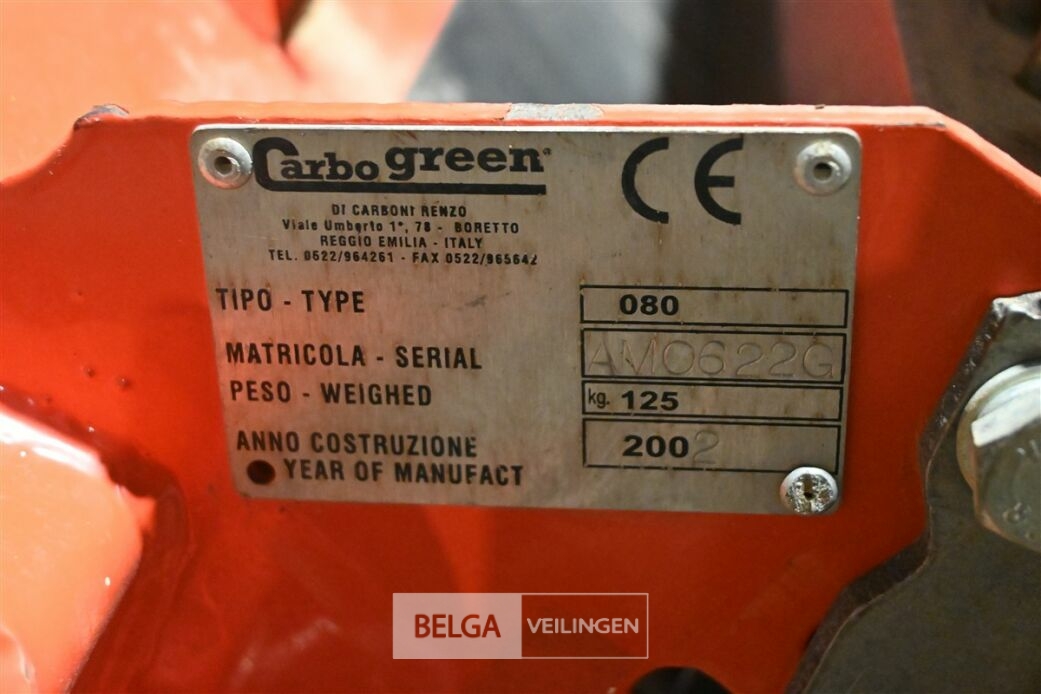 Carbo green
CE
DI CARBONI RENZO
Viale Umberto 1°, 78 - BORETTO
REGGIO EMILIA - ITALY
TEL. 0522/964261 - FAX 0522/965642
TIPO - TYPE 080
MATRICOLA - SERIAL AM0622G
PESO - WEIGHED kg. 125
ANNO COSTRUZIONE 2002
YEAR OF MANUFACT
8
BELGA VEILINGEN